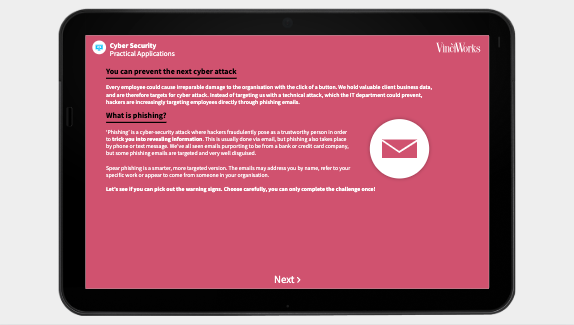 Cyber Security
Practical Applications
VinciWorks
You can prevent the next cyber attack
Every employee could cause irreparable damage to the organisation with the click of a button. We hold valuable client business data,
and are therefore targets for cyber attack. Instead of targeting us with a technical attack, which the IT department could prevent,
hackers are increasingly targeting employees directly through phishing emails.
What is phishing?
'Phishing' is a cyber-security attack where hackers fraudulently pose as a trustworthy person in order
to trick you into revealing information. This is usually done via email, but phishing also takes place
by phone or text message. We've all seen emails purporting to be from a bank or credit card company,
but some phishing emails are targeted and very well disguised.
Spear phishing is a smarter, more targeted version. The emails may address you by name, refer to your
specific work or appear to come from someone in your organisation.
Let's see if you can pick out the warning signs. Choose carefully, you can only complete the challenge once!
Next >